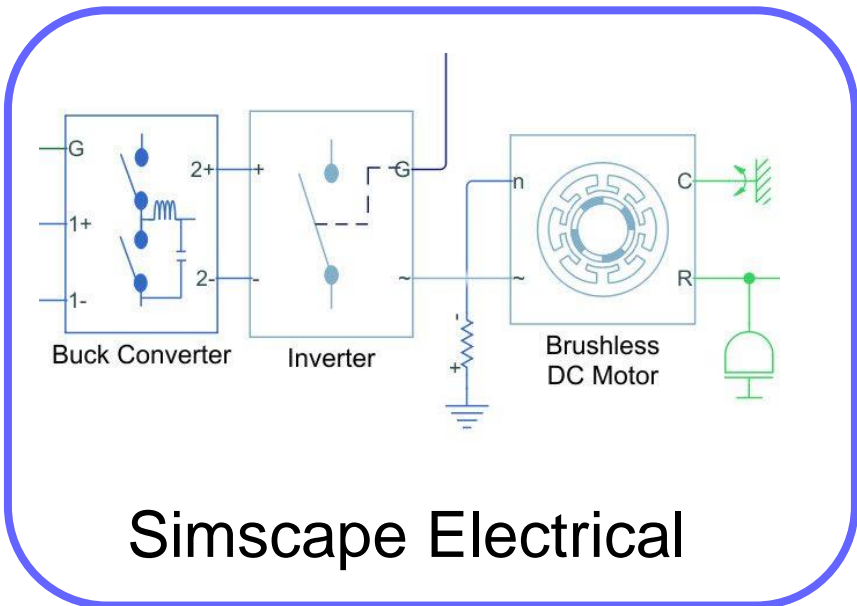 G
1+
1-
2+
2-
Buck Converter
+
-
G
~
Inverter
n
~
C
R
Brushless
DC Motor
-
+
Simscape Electrical